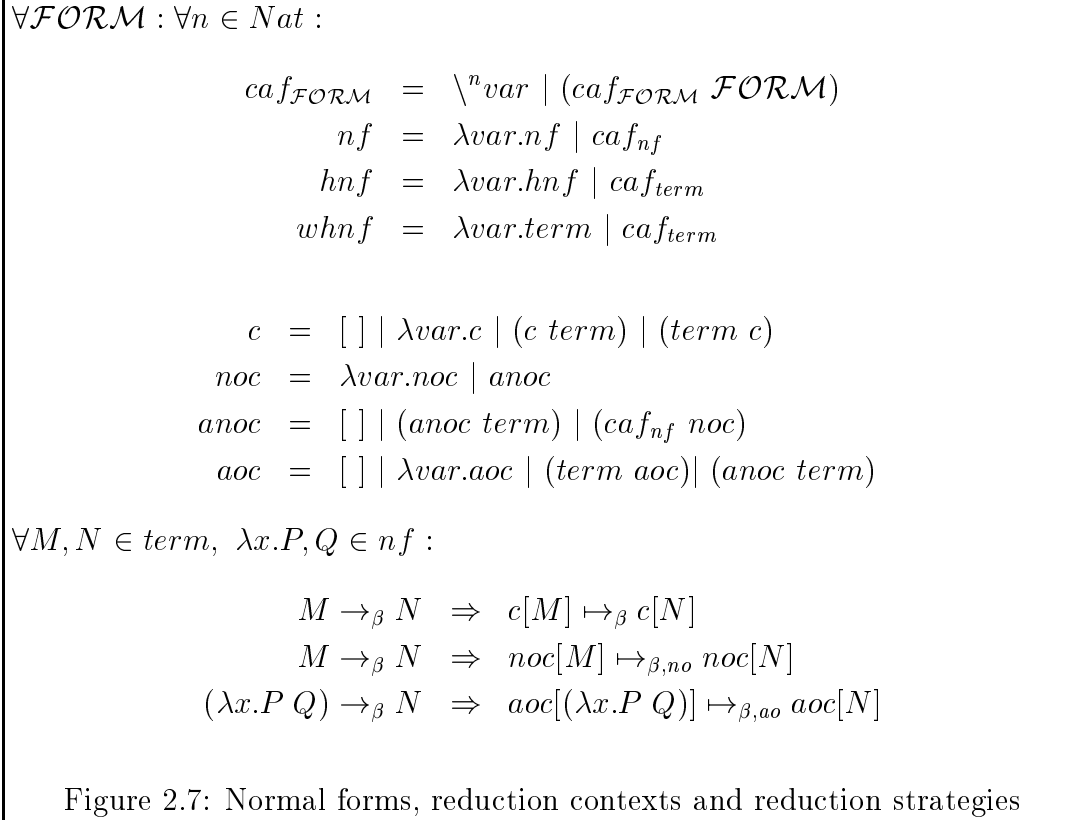 ∀𝓕𝓞𝓡𝓜 : ∀n ∈ Nat :
caf_𝓕𝓞𝓡𝓜 = \ⁿvar | (caf_𝓕𝓞𝓡𝓜 𝓕𝓞𝓡𝓜)
nf = λvar.nf | caf_nf
hnf = λvar.hnf | caf_term
whnf = λvar.term | caf_term
c = [ ] | λvar.c | (c term) | (term c)
noc = λvar.noc | anoc
anoc = [ ] | (anoc term) | (caf_nf noc)
aoc = [ ] | λvar.aoc | (term aoc)| (anoc term)
∀M, N ∈ term, λx.P, Q ∈ nf :
M →_β N ⇒ c[M] ↦_β c[N]
M →_β N ⇒ noc[M] ↦_β,no noc[N]
(λx.P Q) →_β N ⇒ aoc[(λx.P Q)] ↦_β,ao aoc[N]
Figure 2.7: Normal forms, reduction contexts and reduction strategies